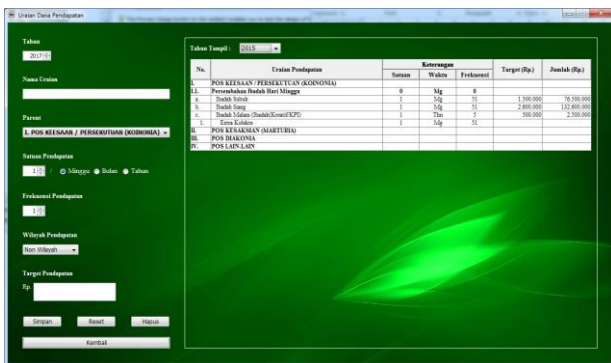 Uraian Dana Pendapatan
Tahun
2017
Nama Uraian
Parent
I. POS KEESAAN / PERSEKUTUAN (KOINONIA)
Satuan Pendapatan
1 / Minggu Bulan Tahun
Frekuensi Pendapatan
1
Wilayah Pendapatan
Non Wilayah
Target Pendapatan
Rp.
Simpan Reset Hapus
Kembali
Tahun Tampil : 2015
No. Uraian Pendapatan Keterangan Target (Rp.) Jumlah (Rp.)
Satuan Waktu Frekuensi
I. POS KEESAAN / PERSEKUTUAN (KOINONIA)
I.1. Persembahan Ibadah Hari Minggu 0 Mg 0
a. Ibadah Subuh 1 Mg 51 1.500.000 76.500.000
b. Ibadah Siang 1 Mg 51 2.600.000 132.600.000
c. Ibadah Malam (Ibadah Kreatif/KPI) 1 Thn 5 500.000 2.500.000
1. Extra Kolekte 1 Mg 51
II. POS KESAKSIAN (MARTURIA)
III. POS DIAKONIA
IV. POS LAIN-LAIN